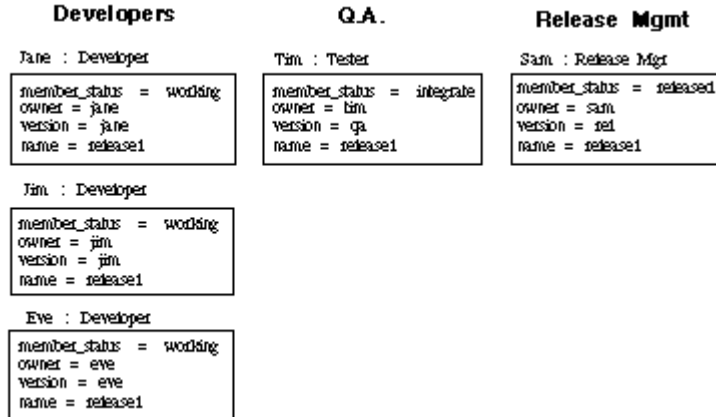 Developers
Jane : Developer
member_status = working
owner = jane
version = jane
name = release1
Jim : Developer
member_status = working
owner = jim
version = jim
name = release1
Eve : Developer
member_status = working
owner = eve
version = eve
name = release1
Q.A.
Tim : Tester
member_status = integrate
owner = tim
version = qa
name = release1
Release Mgmt
Sam : Release Mgr
member_status = released
owner = sam
version = rel
name = release1